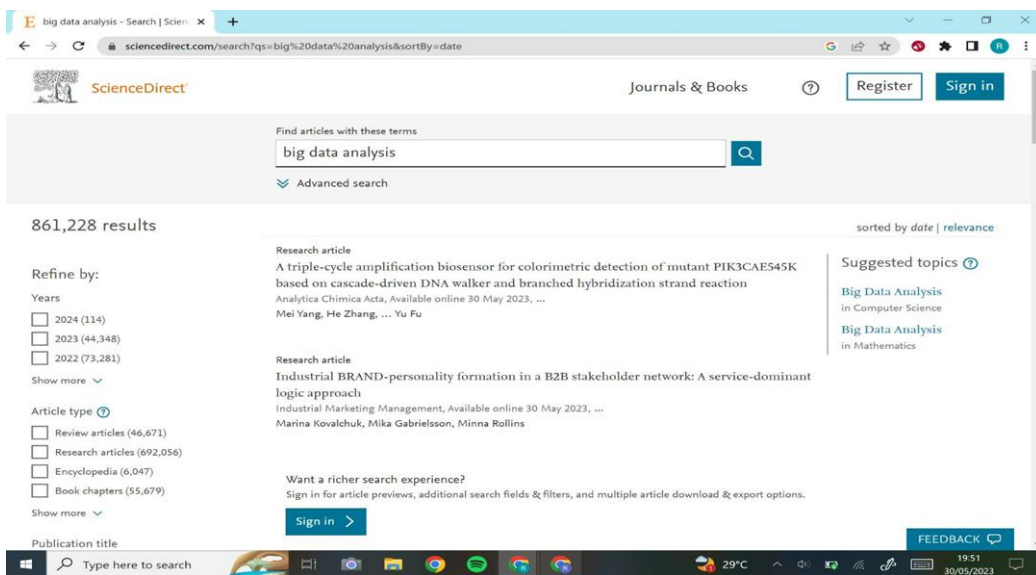 big data analysis - Search | Scien
sciencedirect.com/search?qs=big%20data%20analysis&sortBy=date
R
ScienceDirect
Journals & Books
?
Register
Sign in
Find articles with these terms
big data analysis
Advanced search
861,228 results
sorted by date | relevance
Refine by:
Years
2024 (114)
2023 (44,348)
2022 (73,281)
Show more
Article type ?
Review articles (46,671)
Research articles (692,056)
Encyclopedia (6,047)
Book chapters (55,679)
Show more
Publication title
Research article
A triple-cycle amplification biosensor for colorimetric detection of mutant PIK3CAE545K
based on cascade-driven DNA walker and branched hybridization strand reaction
Analytica Chimica Acta, Available online 30 May 2023, ...
Mei Yang, He Zhang, ... Yu Fu
Research article
Industrial BRAND-personality formation in a B2B stakeholder network: A service-dominant
logic approach
Industrial Marketing Management, Available online 30 May 2023, ...
Marina Kovalchuk, Mika Gabrielsson, Minna Rollins
Want a richer search experience?
Sign in for article previews, additional search fields & filters, and multiple article download & export options.
Sign in
Suggested topics ?
Big Data Analysis
in Computer Science
Big Data Analysis
in Mathematics
FEEDBACK
Type here to search
29°C
19:51
30/05/2023